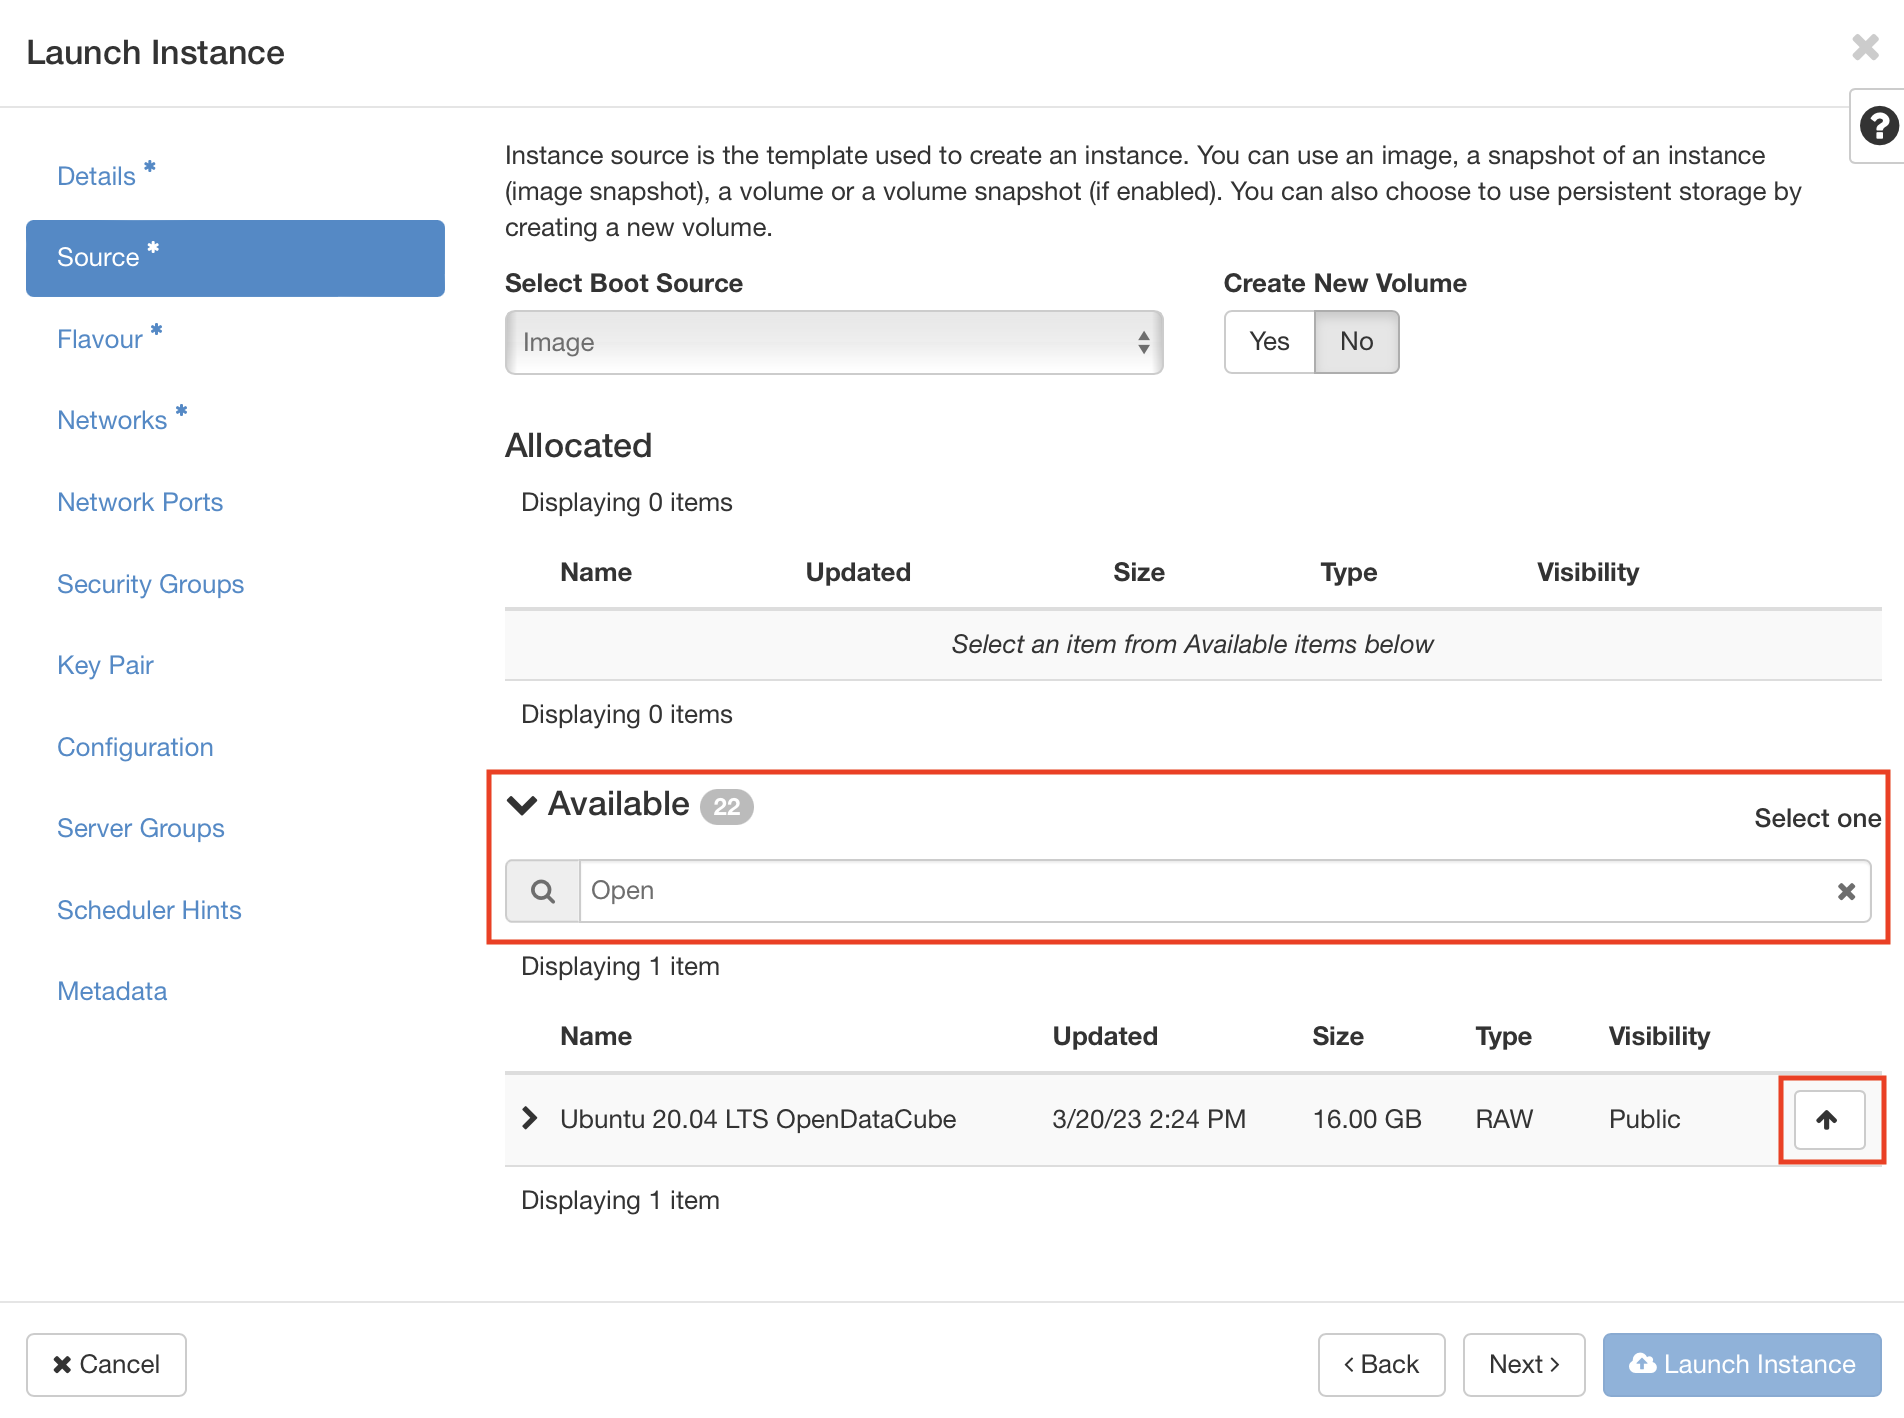 Launch Instance
Details *
Source *
Flavour *
Networks *
Network Ports
Security Groups
Key Pair
Configuration
Server Groups
Scheduler Hints
Metadata
Instance source is the template used to create an instance. You can use an image, a snapshot of an instance
(image snapshot), a volume or a volume snapshot (if enabled). You can also choose to use persistent storage by
creating a new volume.
Select Boot Source
Create New Volume
Image
Yes No
Allocated
Displaying 0 items
Name Updated Size Type Visibility
Select an item from Available items below
Displaying 0 items
Available 22
Select one
Open
Displaying 1 item
Name Updated Size Type Visibility
Ubuntu 20.04 LTS OpenDataCube 3/20/23 2:24 PM 16.00 GB RAW Public
Displaying 1 item
Cancel
‹ Back Next › Launch Instance